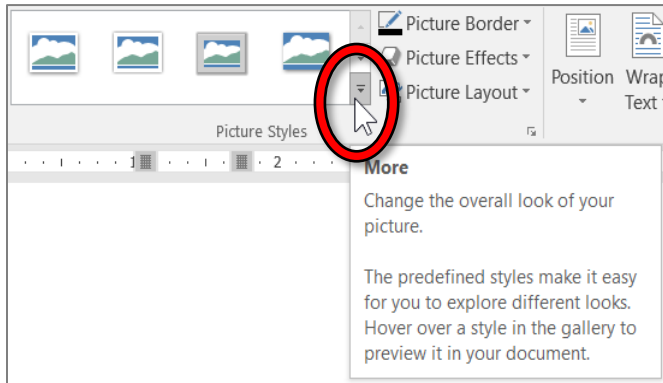 Picture Border
Picture Effects
Picture Layout
Position
Wrap
Text
Picture Styles
1 2
More
Change the overall look of your
picture.
The predefined styles make it easy
for you to explore different looks.
Hover over a style in the gallery to
preview it in your document.